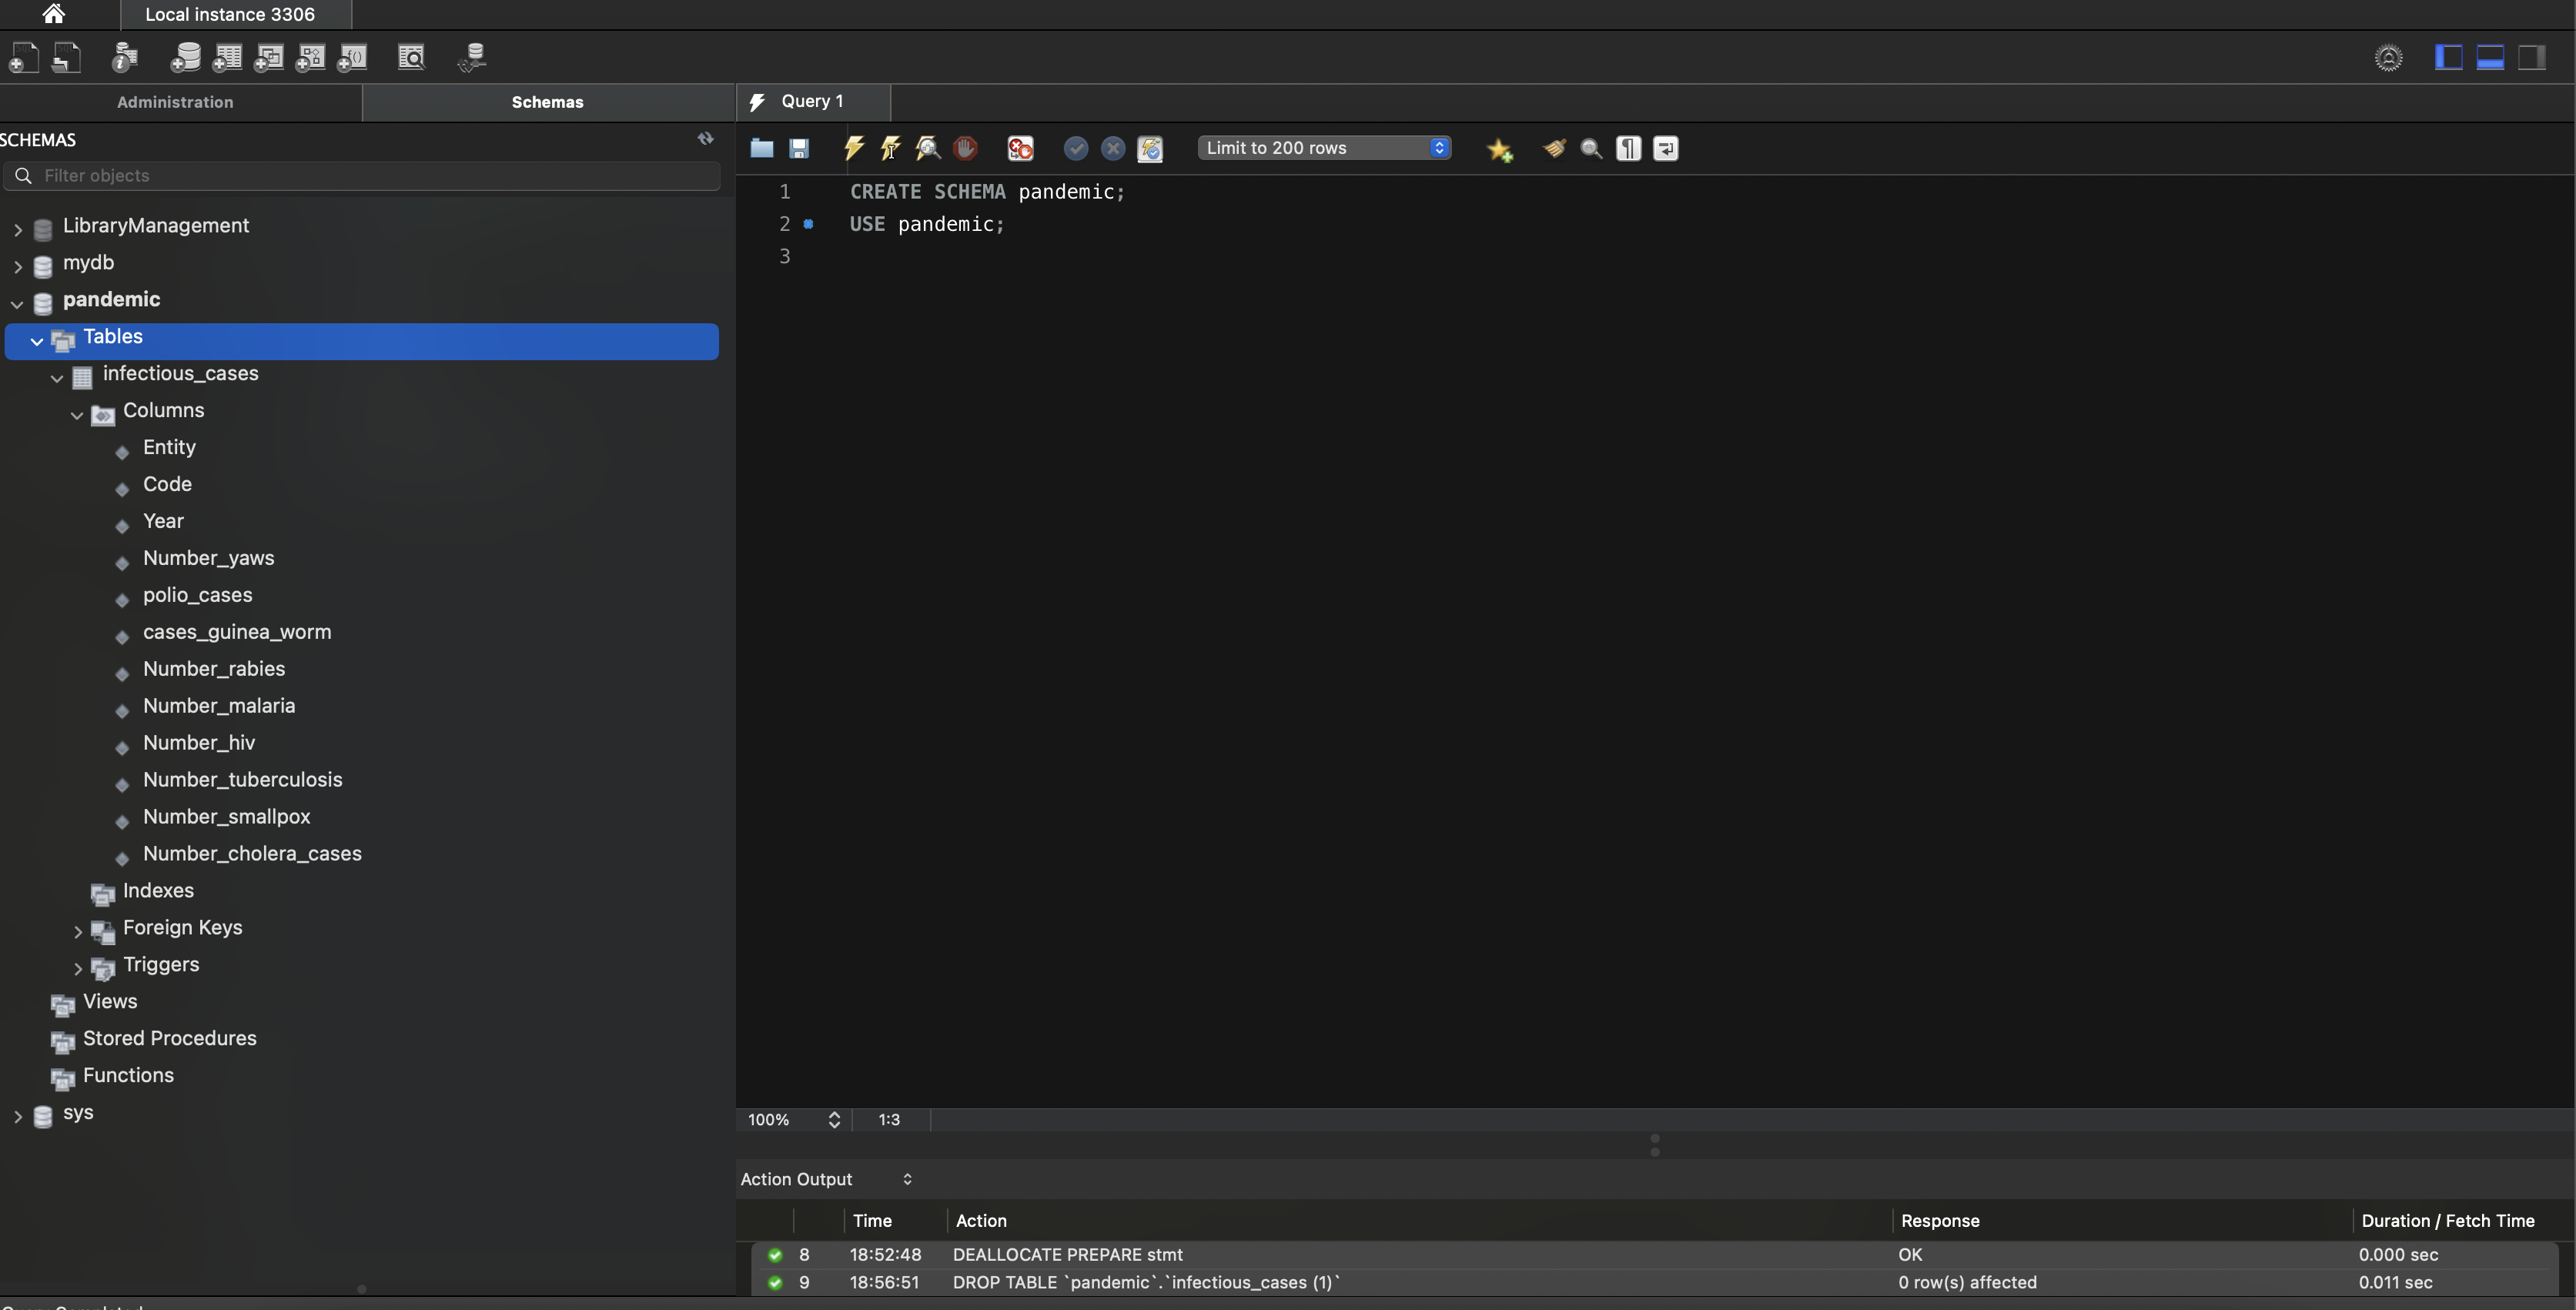 Local instance 3306
Administration
Schemas
Query 1
SCHEMAS
Filter objects
Limit to 200 rows
LibraryManagement
mydb
pandemic
Tables
infectious_cases
Columns
Entity
Code
Year
Number_yaws
polio_cases
cases_guinea_worm
Number_rabies
Number_malaria
Number_hiv
Number_tuberculosis
Number_smallpox
Number_cholera_cases
Indexes
Foreign Keys
Triggers
Views
Stored Procedures
Functions
sys
1 CREATE SCHEMA pandemic;
2 USE pandemic;
3
100% 1:3
Action Output
Time Action Response Duration / Fetch Time
8 18:52:48 DEALLOCATE PREPARE stmt OK 0.000 sec
9 18:56:51 DROP TABLE `pandemic`.`infectious_cases (1)` 0 row(s) affected 0.011 sec